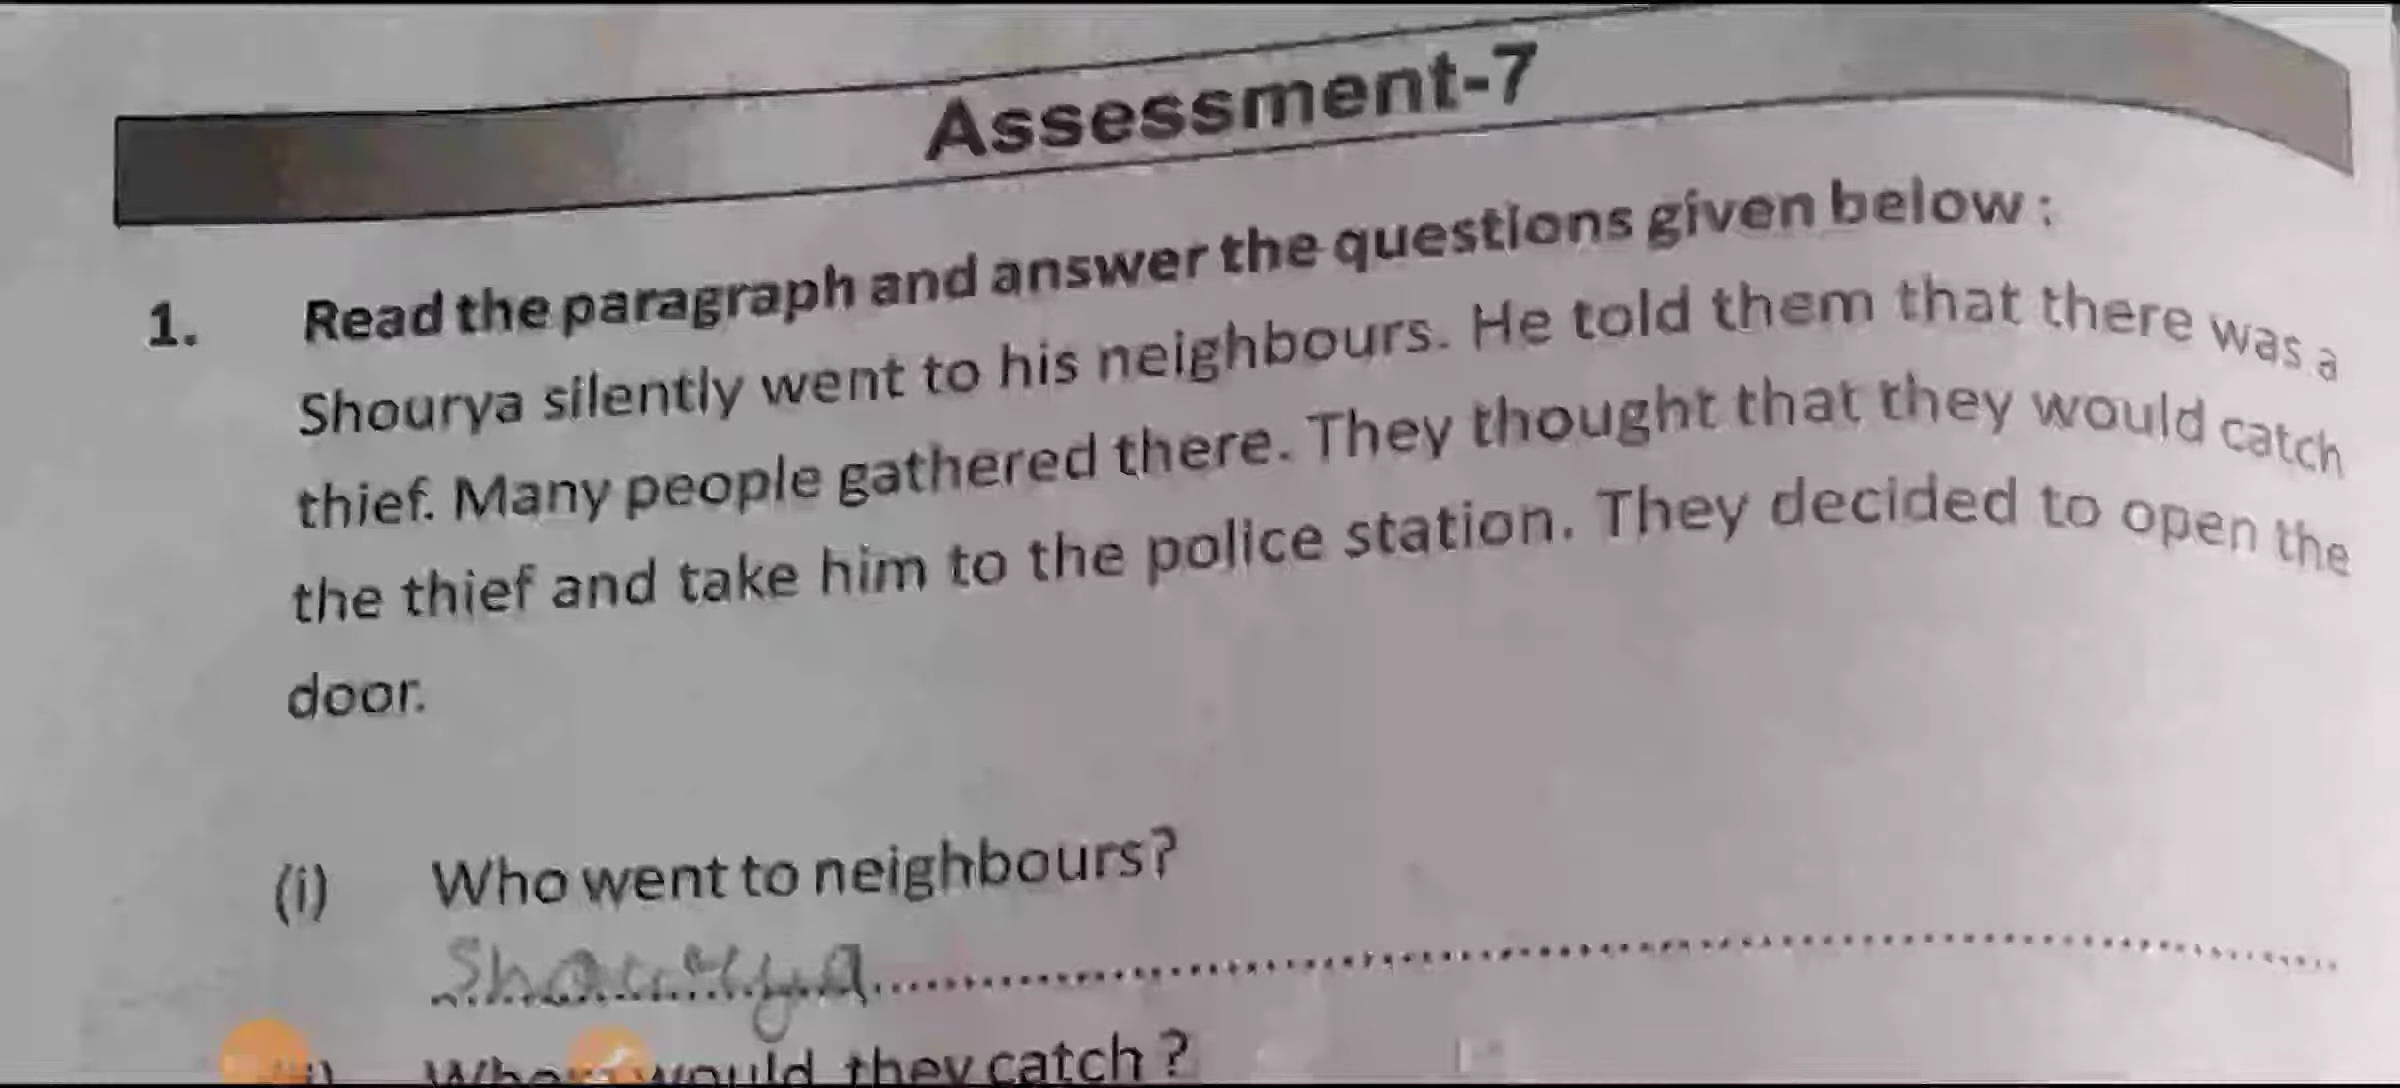 Assessment-7
1. Read the paragraph and answer the questions given below :
Shourya silently went to his neighbours. He told them that there was a
thief. Many people gathered there. They thought that they would catch
the thief and take him to the police station. They decided to open the
door.
(i) Who went to neighbours?
Shourya
would they catch ?